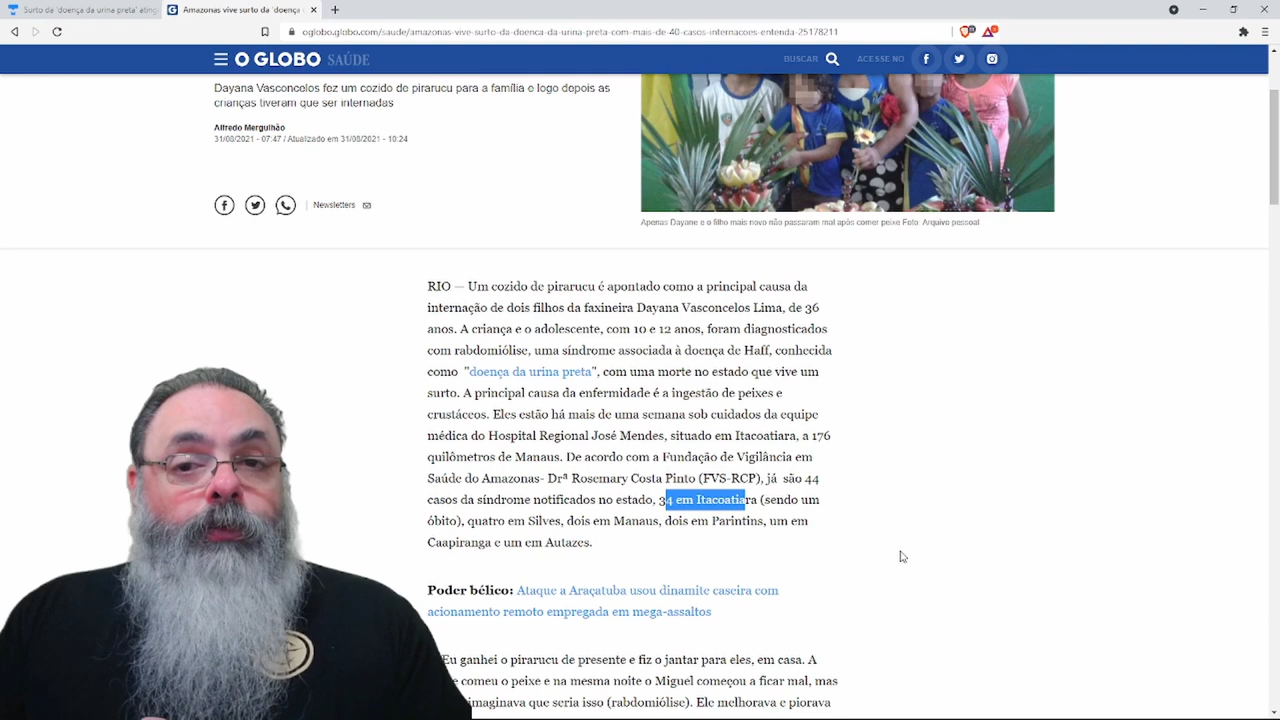 Surto da 'doença da urina preta' ating
Amazonas vive surto da 'doença
oglobo.globo.com/saude/amazonas-vive-surto-da-doenca-da-urina-preta-com-mais-de-40-casos-internacoes-entenda-25178211
O GLOBO SAÚDE
BUSCAR ACESSE NO
Dayana Vasconcelos fez um cozido de pirarucu para a família e logo depois as
crianças tiveram que ser internadas
Alfredo Mergulhão
31/08/2021 - 07:47 / Atualizado em 31/08/2021 - 10:24
Newsletters
Apenas Dayane e o filho mais novo não passaram mal após comer peixe Foto: Arquivo pessoal
RIO — Um cozido de pirarucu é apontado como a principal causa da
internação de dois filhos da faxineira Dayana Vasconcelos Lima, de 36
anos. A criança e o adolescente, com 10 e 12 anos, foram diagnosticados
com rabdomiólise, uma síndrome associada à doença de Haff, conhecida
como "doença da urina preta", com uma morte no estado que vive um
surto. A principal causa da enfermidade é a ingestão de peixes e
crustáceos. Eles estão há mais de uma semana sob cuidados da equipe
médica do Hospital Regional José Mendes, situado em Itacoatiara, a 176
quilômetros de Manaus. De acordo com a Fundação de Vigilância em
Saúde do Amazonas- Drª Rosemary Costa Pinto (FVS-RCP), já são 44
casos da síndrome notificados no estado, 34 em Itacoatiara (sendo um
óbito), quatro em Silves, dois em Manaus, dois em Parintins, um em
Caapiranga e um em Autazes.
Poder bélico: Ataque a Araçatuba usou dinamite caseira com
acionamento remoto empregada em mega-assaltos
Eu ganhei o pirarucu de presente e fiz o jantar para eles, em casa. A
comeu o peixe e na mesma noite o Miguel começou a ficar mal, mas
imaginava que seria isso (rabdomiólise). Ele melhorava e piorava